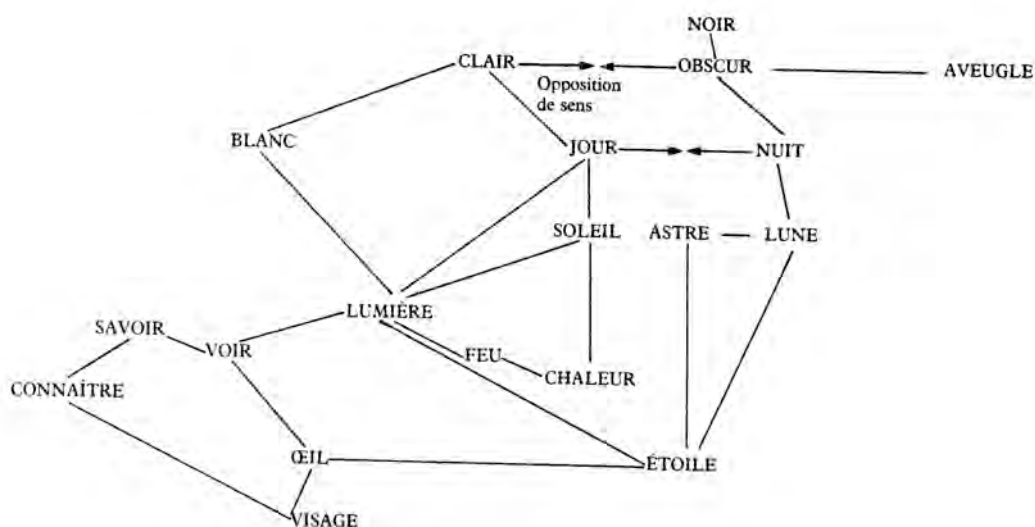 NOIR
CLAIR OBSCUR AVEUGLE
Opposition
de sens
BLANC JOUR NUIT
SOLEIL ASTRE LUNE
LUMIÈRE
SAVOIR VOIR FEU
CONNAÎTRE CHALEUR
ŒIL ÉTOILE
VISAGE